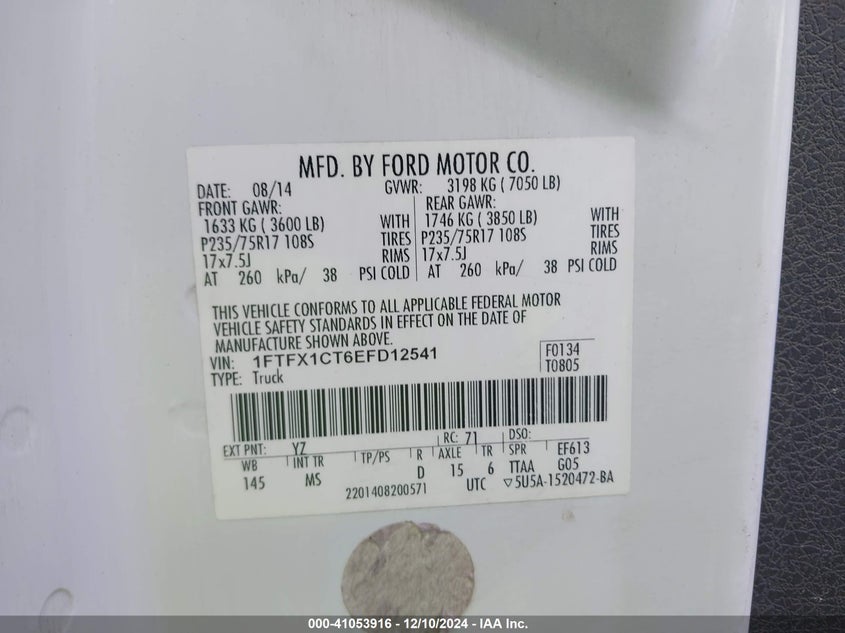 MFD. BY FORD MOTOR CO.
DATE: 08/14 GVWR: 3198 KG ( 7050 LB)
FRONT GAWR: REAR GAWR:
1633 KG ( 3600 LB) WITH 1746 KG ( 3850 LB) WITH
P235/75R17 108S TIRES P235/75R17 108S TIRES
17x7.5J RIMS 17x7.5J RIMS
AT 260 kPa/ 38 PSI COLD AT 260 kPa/ 38 PSI COLD
THIS VEHICLE CONFORMS TO ALL APPLICABLE FEDERAL MOTOR
VEHICLE SAFETY STANDARDS IN EFFECT ON THE DATE OF
MANUFACTURE SHOWN ABOVE.
VIN: 1FTFX1CT6EFD12541 F0134
TYPE: Truck T0805
EXT PNT: YZ RC: 71 DSO:
WB INT TR TP/PS R AXLE TR SPR EF613
145 MS D 15 6 TTAA G05
2201408200571 UTC ▽5U5A-1520472-BA
000-41053916 - 12/10/2024 - IAA Inc.